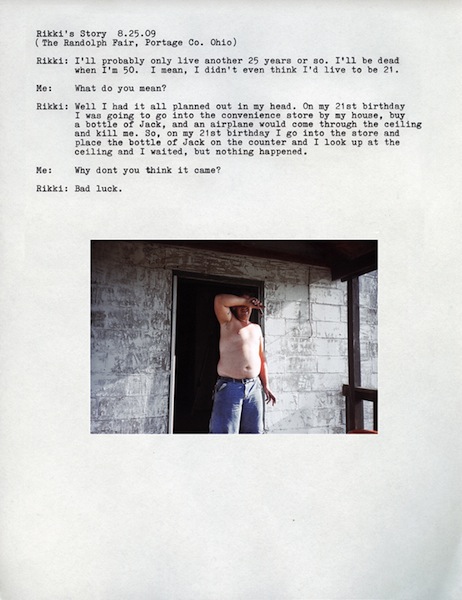 Rikki's Story 8.25.09
(The Randolph Fair, Portage Co. Ohio)
Rikki: I'll probably only live another 25 years or so. I'll be dead
when I'm 50. I mean, I didn't even think I'd live to be 21.
Me: What do you mean?
Rikki: Well I had it all planned out in my head. On my 21st birthday
I was going to go into the convenience store by my house, buy
a bottle of Jack, and an airplane would come through the ceiling
and kill me. So, on my 21st birthday I go into the store and
place the bottle of Jack on the counter and I look up at the
ceiling and I waited, but nothing happened.
Me: Why dont you think it came?
Rikki: Bad luck.